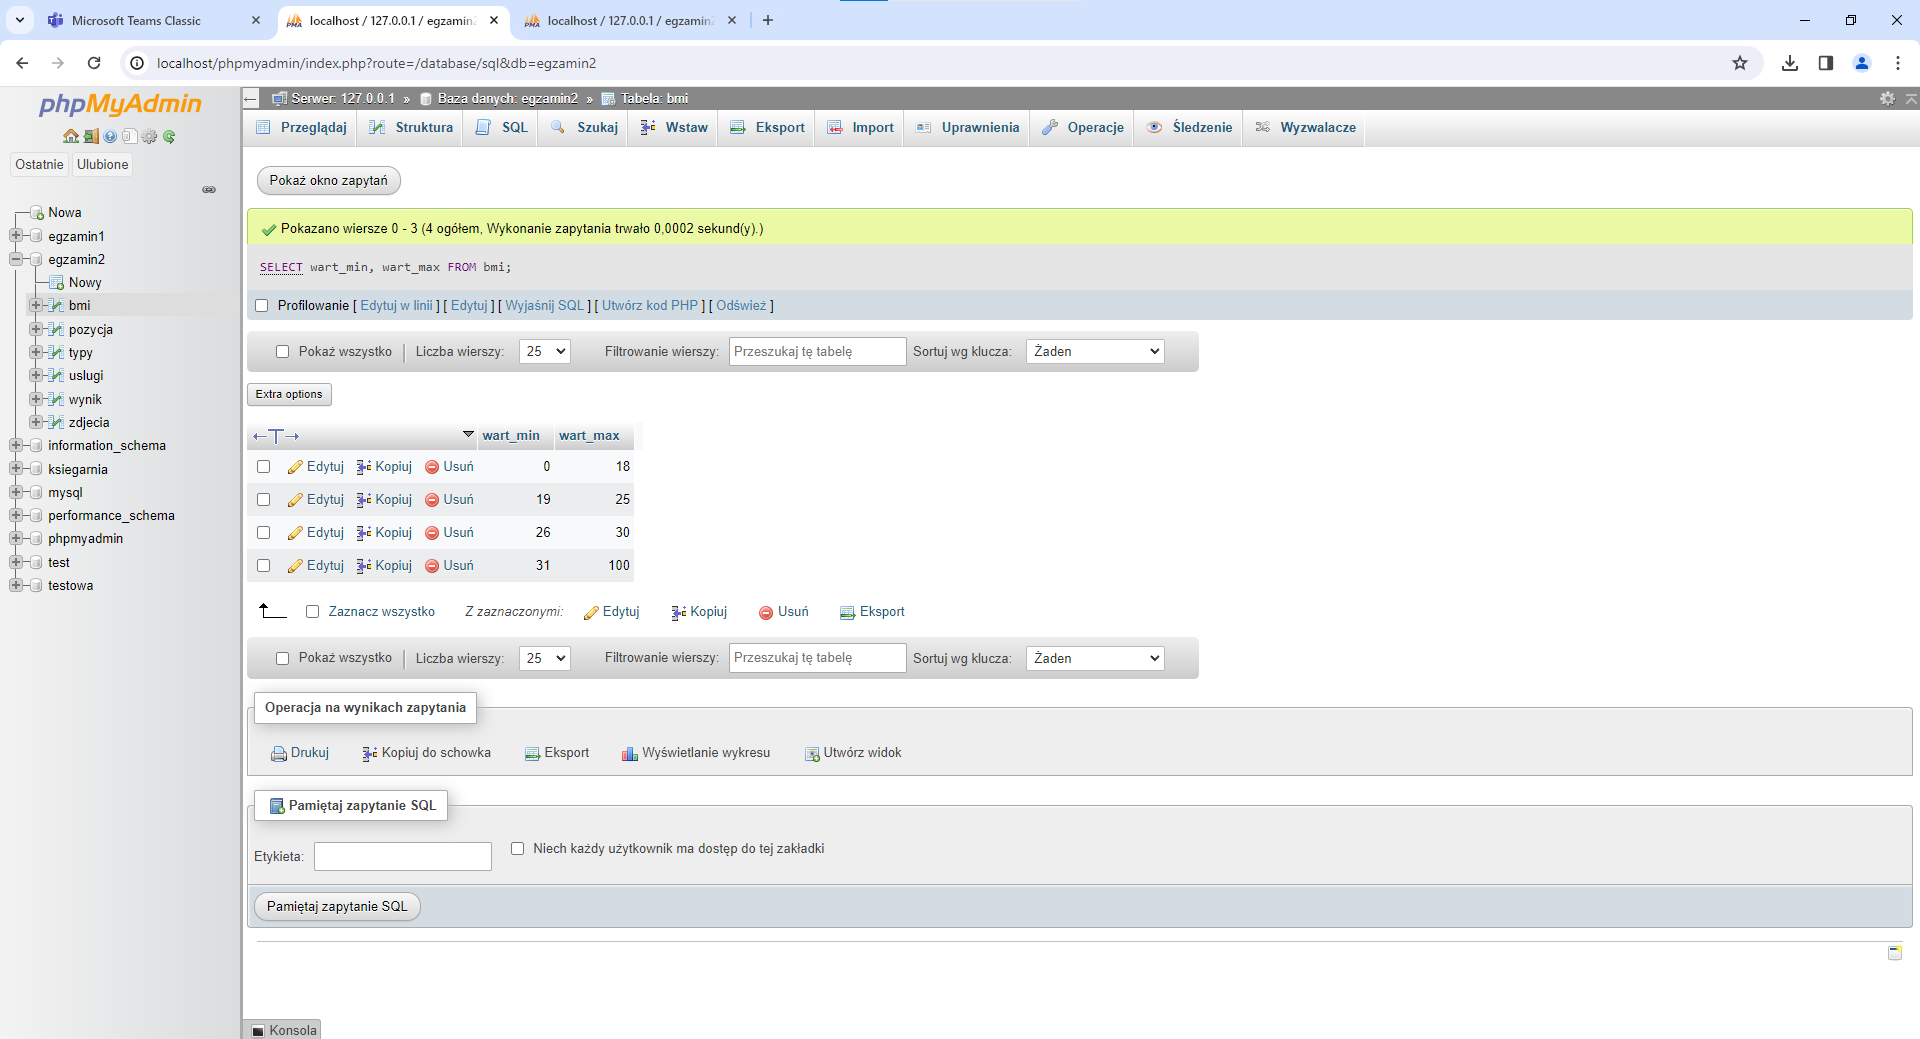 Microsoft Teams Classic
localhost / 127.0.0.1 / egzamin2
localhost / 127.0.0.1 / egzamin2
localhost/phpmyadmin/index.php?route=/database/sql&db=egzamin2
phpMyAdmin
Ostatnie
Ulubione
Nowa
egzamin1
egzamin2
Nowy
bmi
pozycja
typy
uslugi
wynik
zdjecia
information_schema
ksiegarnia
mysql
performance_schema
phpmyadmin
test
testowa
Serwer: 127.0.0.1 » Baza danych: egzamin2 » Tabela: bmi
Przeglądaj Struktura SQL Szukaj Wstaw Eksport Import Uprawnienia Operacje Śledzenie Wyzwalacze
Pokaż okno zapytań
Pokazano wiersze 0 - 3 (4 ogółem, Wykonanie zapytania trwało 0,0002 sekund(y).)
SELECT wart_min, wart_max FROM bmi;
Profilowanie [ Edytuj w linii ] [ Edytuj ] [ Wyjaśnij SQL ] [ Utwórz kod PHP ] [ Odśwież ]
Pokaż wszystko | Liczba wierszy: 25 Filtrowanie wierszy: Przeszukaj tę tabelę Sortuj wg klucza: Żaden
Extra options
←T→ wart_min wart_max
Edytuj Kopiuj Usuń 0 18
Edytuj Kopiuj Usuń 19 25
Edytuj Kopiuj Usuń 26 30
Edytuj Kopiuj Usuń 31 100
Zaznacz wszystko Z zaznaczonymi: Edytuj Kopiuj Usuń Eksport
Pokaż wszystko | Liczba wierszy: 25 Filtrowanie wierszy: Przeszukaj tę tabelę Sortuj wg klucza: Żaden
Operacja na wynikach zapytania
Drukuj Kopiuj do schowka Eksport Wyświetlanie wykresu Utwórz widok
Pamiętaj zapytanie SQL
Etykieta: Niech każdy użytkownik ma dostęp do tej zakładki
Pamiętaj zapytanie SQL
Konsola